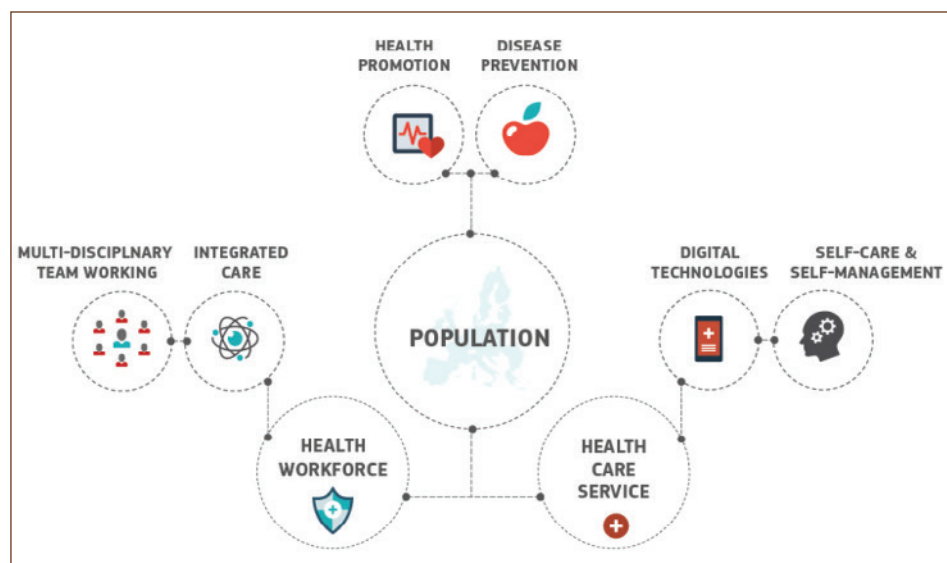 HEALTH
PROMOTION
DISEASE
PREVENTION
MULTI-DISCIPLNARY
TEAM WORKING
INTEGRATED
CARE
DIGITAL
TECHNOLOGIES
SELF-CARE &
SELF-MANAGEMENT
POPULATION
HEALTH
WORKFORCE
HEALTH
CARE
SERVICE